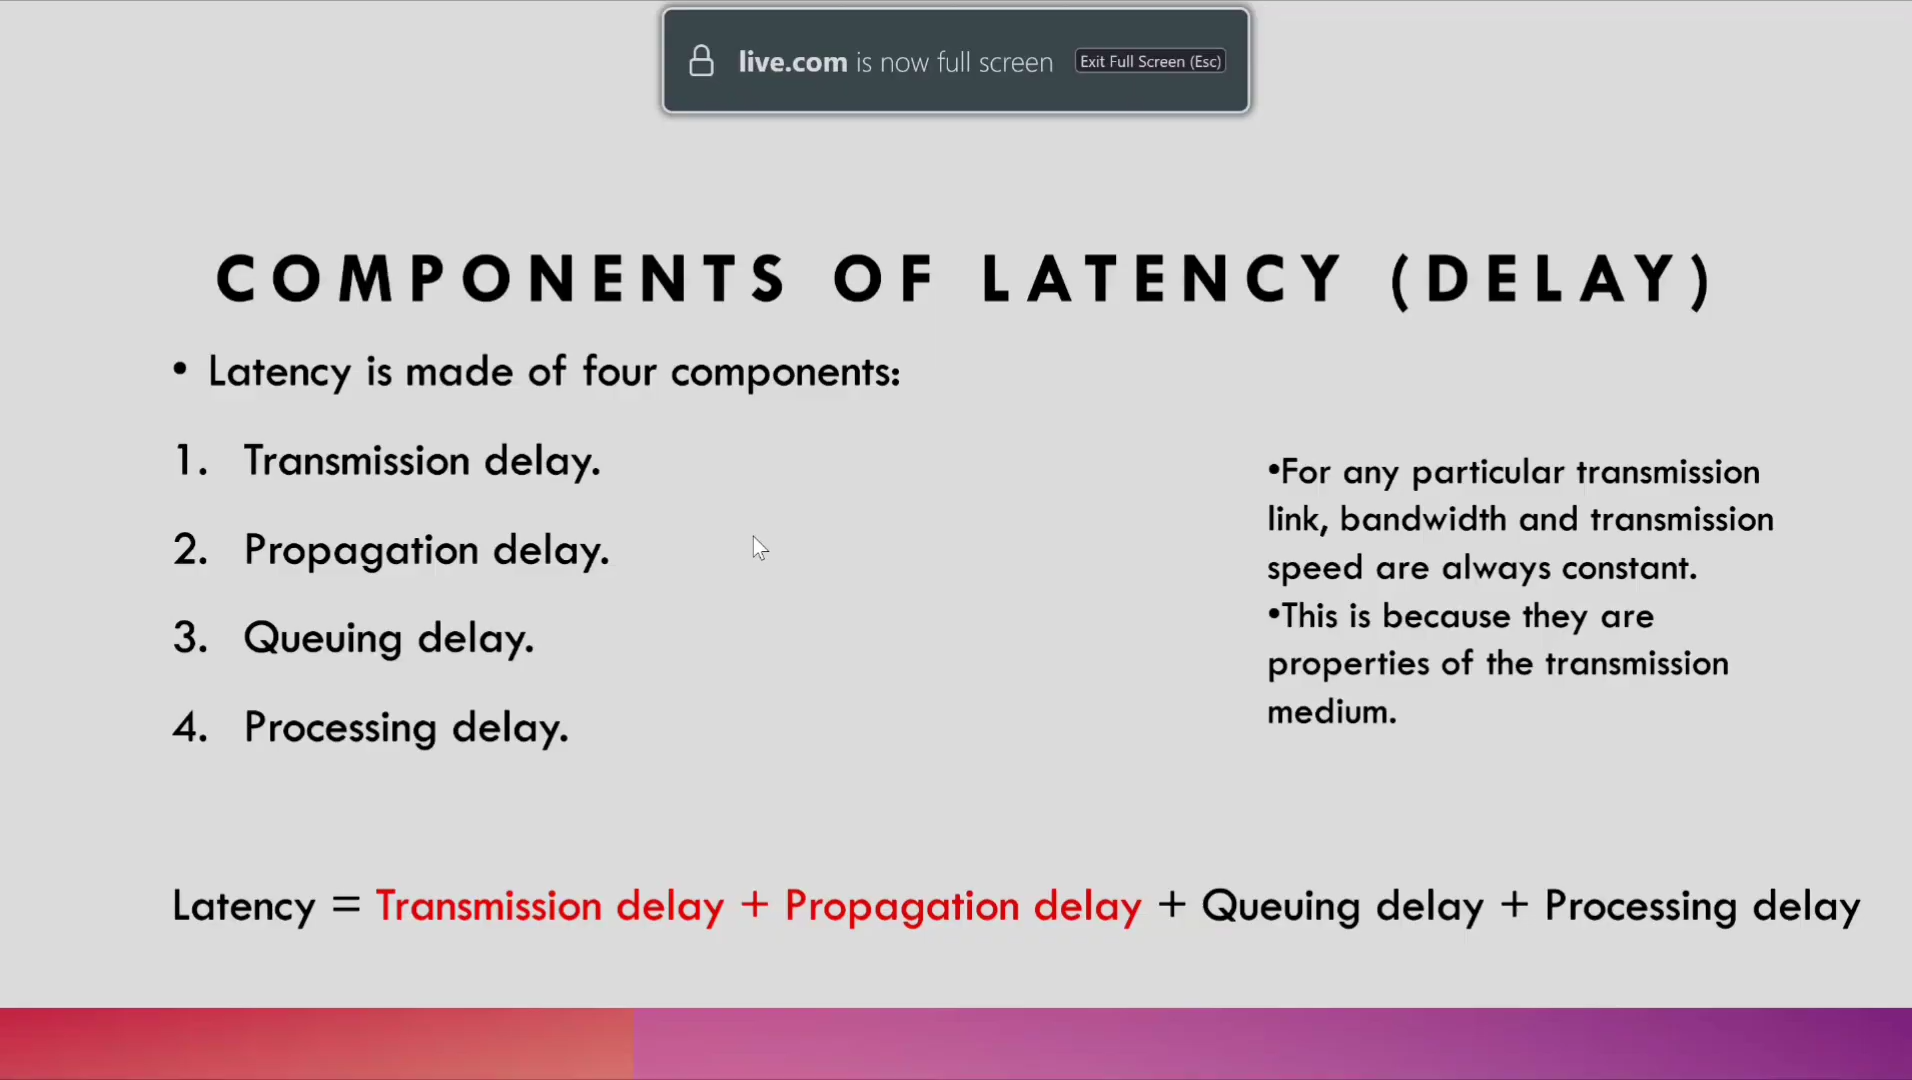 live.com is now full screen Exit Full Screen (Esc)
COMPONENTS OF LATENCY (DELAY)
• Latency is made of four components:
1. Transmission delay.
2. Propagation delay.
3. Queuing delay.
4. Processing delay.
•For any particular transmission
link, bandwidth and transmission
speed are always constant.
•This is because they are
properties of the transmission
medium.
Latency = Transmission delay + Propagation delay + Queuing delay + Processing delay